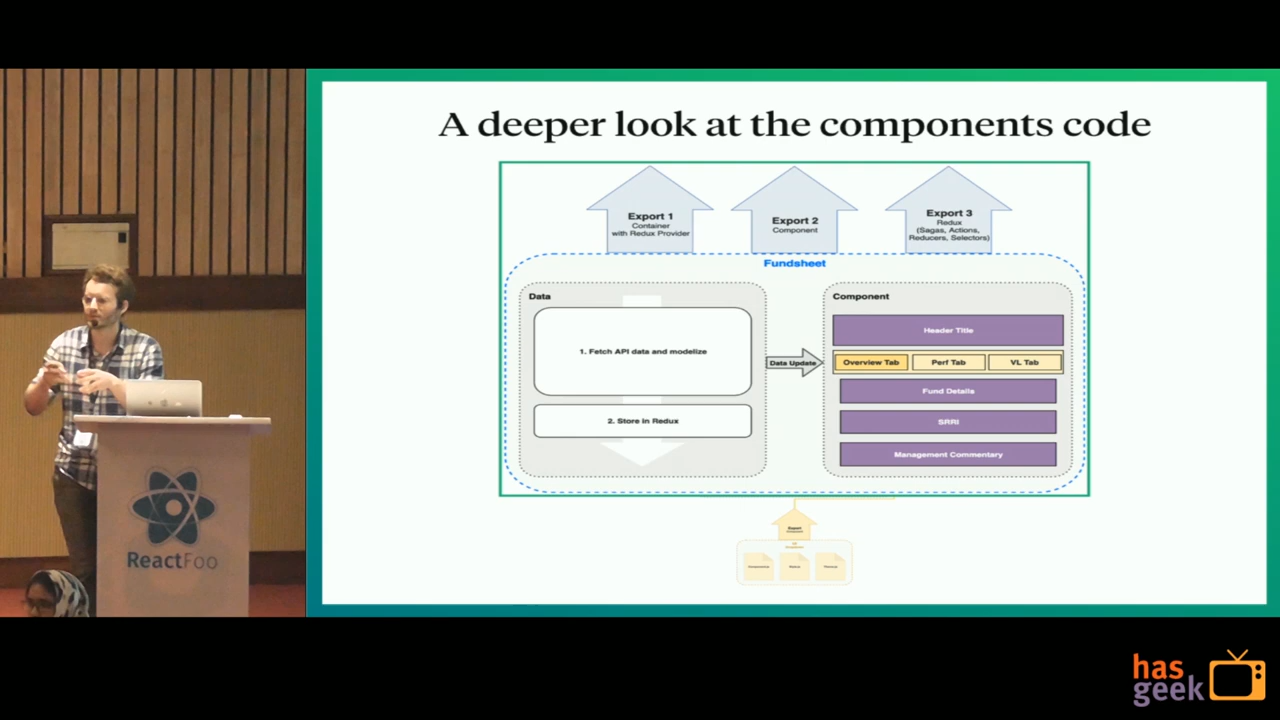 A deeper look at the components code
Export 1
Container
with Redux Provider
Export 2
Component
Export 3
Redux
(Sagas, Actions,
Reducers, Selectors)
Fundsheet
Data
1. Fetch API data and modelize
2. Store in Redux
Data Update
Component
Header Title
Overview Tab
Perf Tab
VL Tab
Fund Details
SRRI
Management Commentary
Export
ReactFoo
has
geek